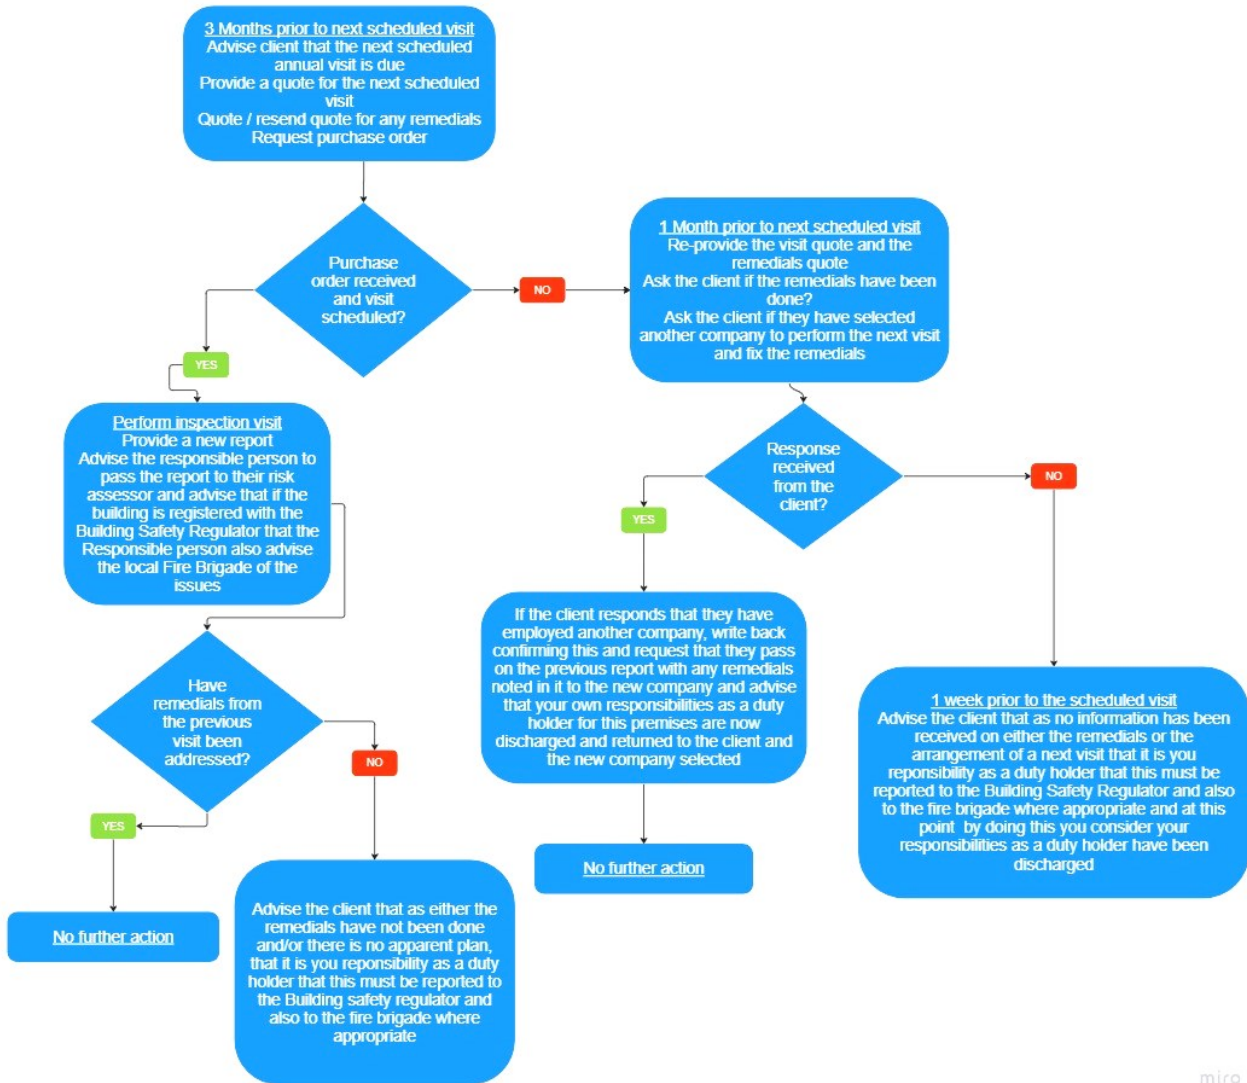 3 Months prior to next scheduled visit
Advise client that the next scheduled
annual visit is due
Provide a quote for the next scheduled
visit
Quote / resend quote for any remedials
Request purchase order
Purchase
order received
and visit
scheduled?
NO
1 Month prior to next scheduled visit
Re-provide the visit quote and the
remedials quote
Ask the client if the remedials have been
done?
Ask the client if they have selected
another company to perform the next visit
and fix the remedials
YES
Perform inspection visit
Provide a new report
Advise the responsible person to
pass the report to their risk
assessor and advise that if the
building is registered with the
Building Safety Regulator that the
Responsible person also advise
the local Fire Brigade of the
issues
Response
received
from the
client?
NO
YES
If the client responds that they have
employed another company, write back
confirming this and request that they pass
on the previous report with any remedials
noted in it to the new company and advise
that your own responsibilities as a duty
holder for this premises are now
discharged and returned to the client and
the new company selected
Have
remedials from
the previous
visit been
addressed?
NO
YES
1 week prior to the scheduled visit
Advise the client that as no information has been
received on either the remedials or the
arrangement of a next visit that it is you
reponsibility as a duty holder that this must be
reported to the Building Safety Regulator and also
to the fire brigade where appropriate and at this
point by doing this you consider your
responsibilities as a duty holder have been
discharged
No further action
No further action
Advise the client that as either the
remedials have not been done
and/or there is no apparent plan,
that it is you reponsibility as a duty
holder that this must be reported to
the Building safety regulator and
also to the fire brigade where
appropriate
miro